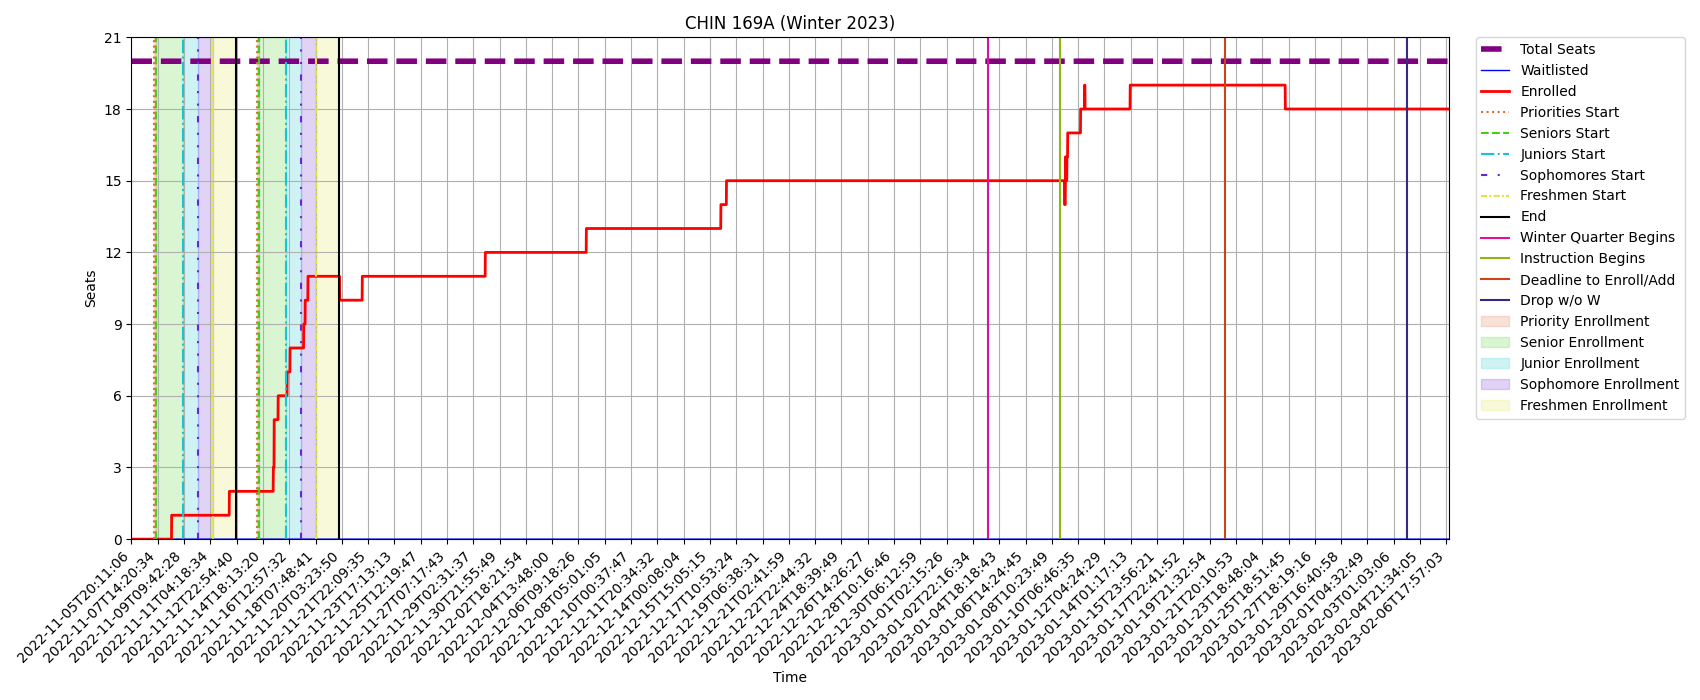 CHIN 169A (Winter 2023)
Seats
21
18
15
12
9
6
3
0
2022-11-05T20:11:06
2022-11-07T14:20:34
2022-11-09T09:42:28
2022-11-11T04:18:34
2022-11-12T22:54:40
2022-11-14T18:13:20
2022-11-16T12:57:32
2022-11-18T07:48:41
2022-11-20T03:23:50
2022-11-21T22:09:35
2022-11-23T17:13:13
2022-11-25T12:19:47
2022-11-27T07:17:43
2022-11-29T02:31:37
2022-11-30T21:55:49
2022-12-02T18:21:54
2022-12-04T13:48:00
2022-12-06T09:18:26
2022-12-08T05:01:05
2022-12-10T00:37:47
2022-12-11T20:34:32
2022-12-14T00:08:04
2022-12-15T15:05:15
2022-12-17T10:53:24
2022-12-19T06:38:31
2022-12-21T02:41:59
2022-12-22T22:44:32
2022-12-24T18:39:49
2022-12-26T14:26:27
2022-12-28T10:16:46
2022-12-30T06:12:59
2023-01-01T02:15:26
2023-01-02T22:16:34
2023-01-04T18:18:43
2023-01-06T14:24:45
2023-01-08T10:23:49
2023-01-10T06:46:35
2023-01-12T04:24:29
2023-01-14T01:17:13
2023-01-15T23:56:21
2023-01-17T22:41:52
2023-01-19T21:32:54
2023-01-21T20:10:53
2023-01-23T18:48:04
2023-01-25T18:51:45
2023-01-27T18:19:16
2023-01-29T16:40:58
2023-02-01T04:32:49
2023-02-03T01:03:06
2023-02-04T21:34:05
2023-02-06T17:57:03
Time
Total Seats
Waitlisted
Enrolled
Priorities Start
Seniors Start
Juniors Start
Sophomores Start
Freshmen Start
End
Winter Quarter Begins
Instruction Begins
Deadline to Enroll/Add
Drop w/o W
Priority Enrollment
Senior Enrollment
Junior Enrollment
Sophomore Enrollment
Freshmen Enrollment